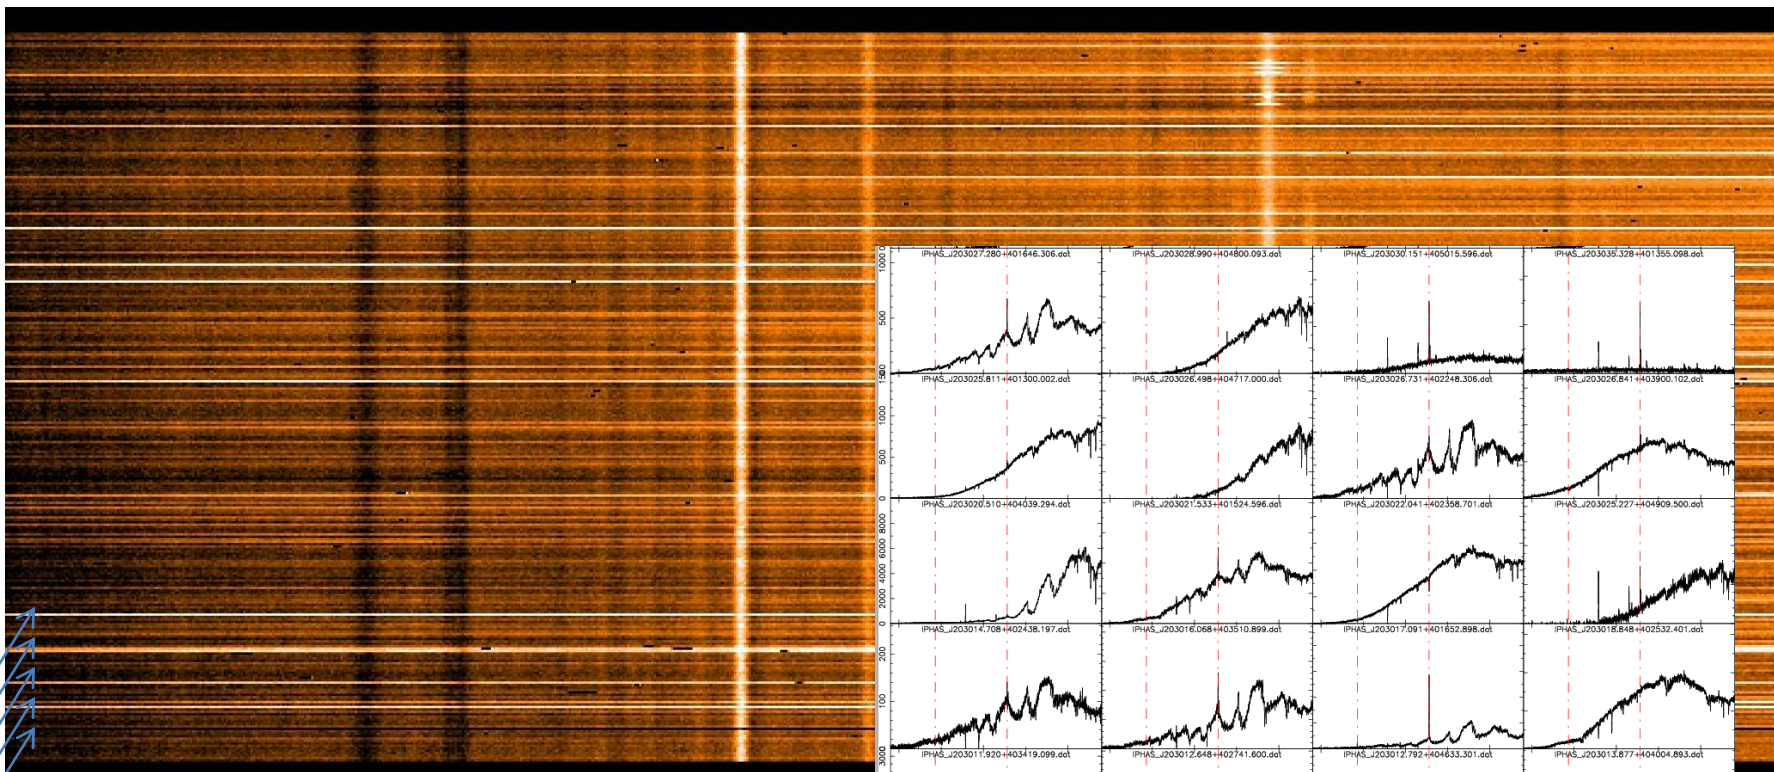 IPHAS_J203027.280+401646.306.dat
IPHAS_J203028.990+404800.093.dat
IPHAS_J203030.151+405015.596.dat
IPHAS_J203035.328+401355.098.dat
500
IPHAS_J203025.811+401300.002.dat
IPHAS_J203026.498+404717.000.dat
IPHAS_J203026.731+402248.306.dat
IPHAS_J203026.841+403900.102.dat
1000
500
0
IPHAS_J203020.510+404039.294.dat
IPHAS_J203021.533+401524.596.dat
IPHAS_J203022.041+402358.701.dat
IPHAS_J203025.227+404909.500.dat
8000
6000
4000
2000
0
IPHAS_J203014.708+402438.197.dat
IPHAS_J203016.068+403510.899.dat
IPHAS_J203017.091+401652.898.dat
IPHAS_J203018.848+402532.401.dat
200
100
IPHAS_J203011.920+403419.099.dat
IPHAS_J203012.648+402741.600.dat
IPHAS_J203012.792+404633.301.dat
IPHAS_J203013.877+404004.893.dat